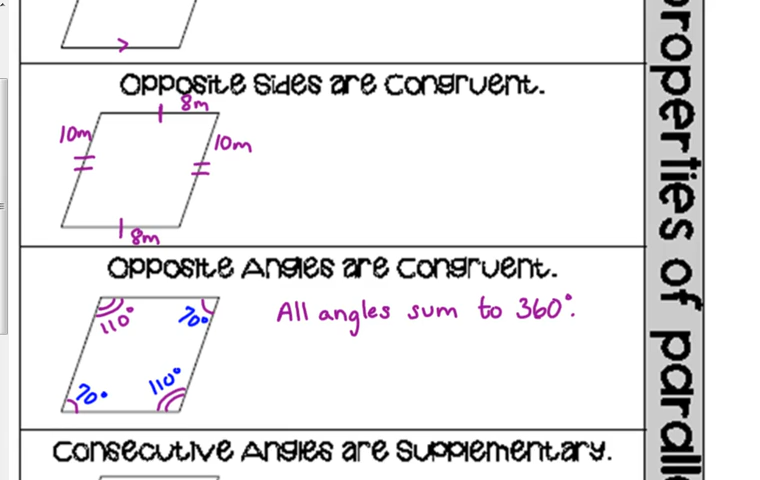 Opposite Sides are Congruent.
8m
10m
10m
8m
Opposite Angles are Congruent.
110°
70°
All angles sum to 360°.
70°
110°
Consecutive Angles are Supplementary.
properties of parall